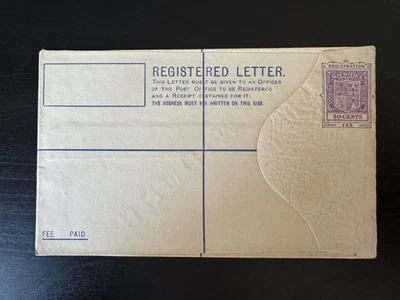 REGISTERED LETTER.
THIS LETTER MUST BE GIVEN TO AN OFFICER
OF THE POST OFFICE TO BE REGISTERED
AND A RECEIPT OBTAINED FOR IT.
THE ADDRESS MUST BE WRITTEN ON THIS SIDE.
REGISTRATION
MAURITIUS
20 CENTS
FEE
FEE PAID.